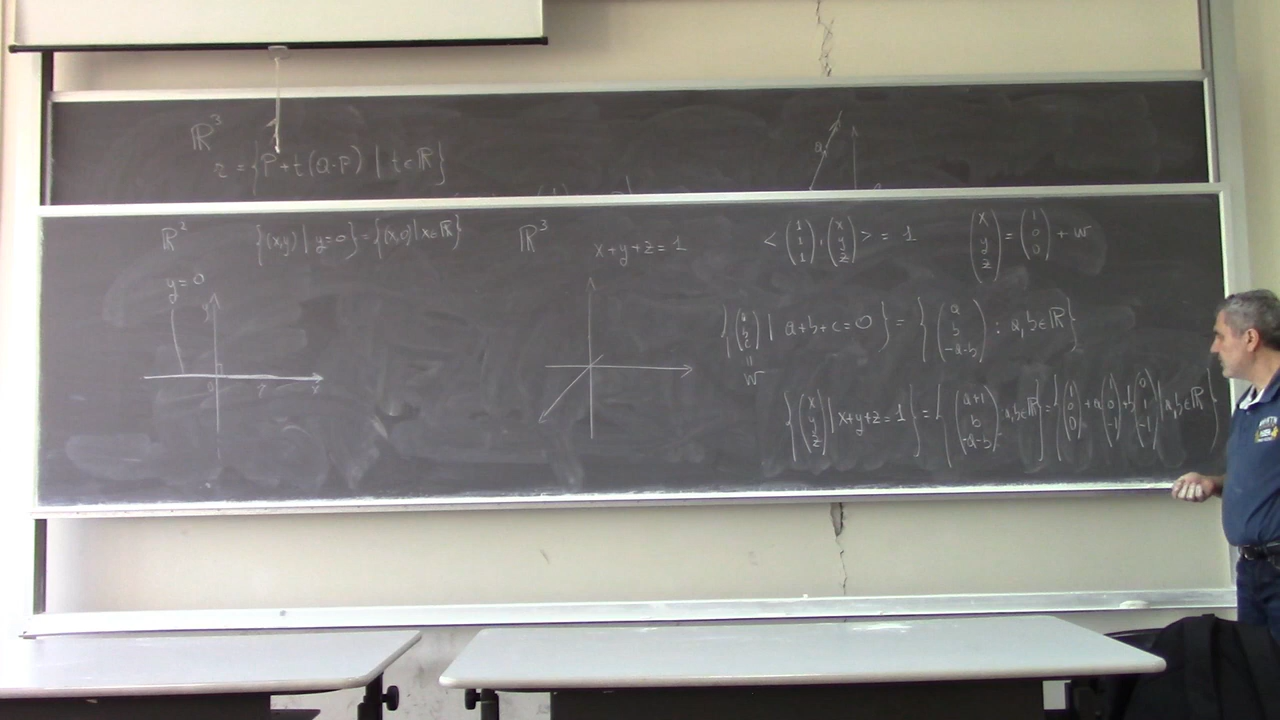 ℝ³
r = {P+t(Q-P) | t∈ℝ}
ℝ²
{(x,y) | y=0} = {(x,0) | x∈ℝ}
y=0
ℝ³
x+y+z=1
< (1 1 1), (x y z) > = 1
(x y z) = (1 0 0) + w
{(a b c) | a+b+c=0} = {(a b -a-b) : a,b∈ℝ}
=
W
{(x y z) | x+y+z=1} = {(a+1 b -a-b) : a,b∈ℝ} = {(1 0 0) + a(1 0 -1) + b(0 1 -1) | a,b∈ℝ}